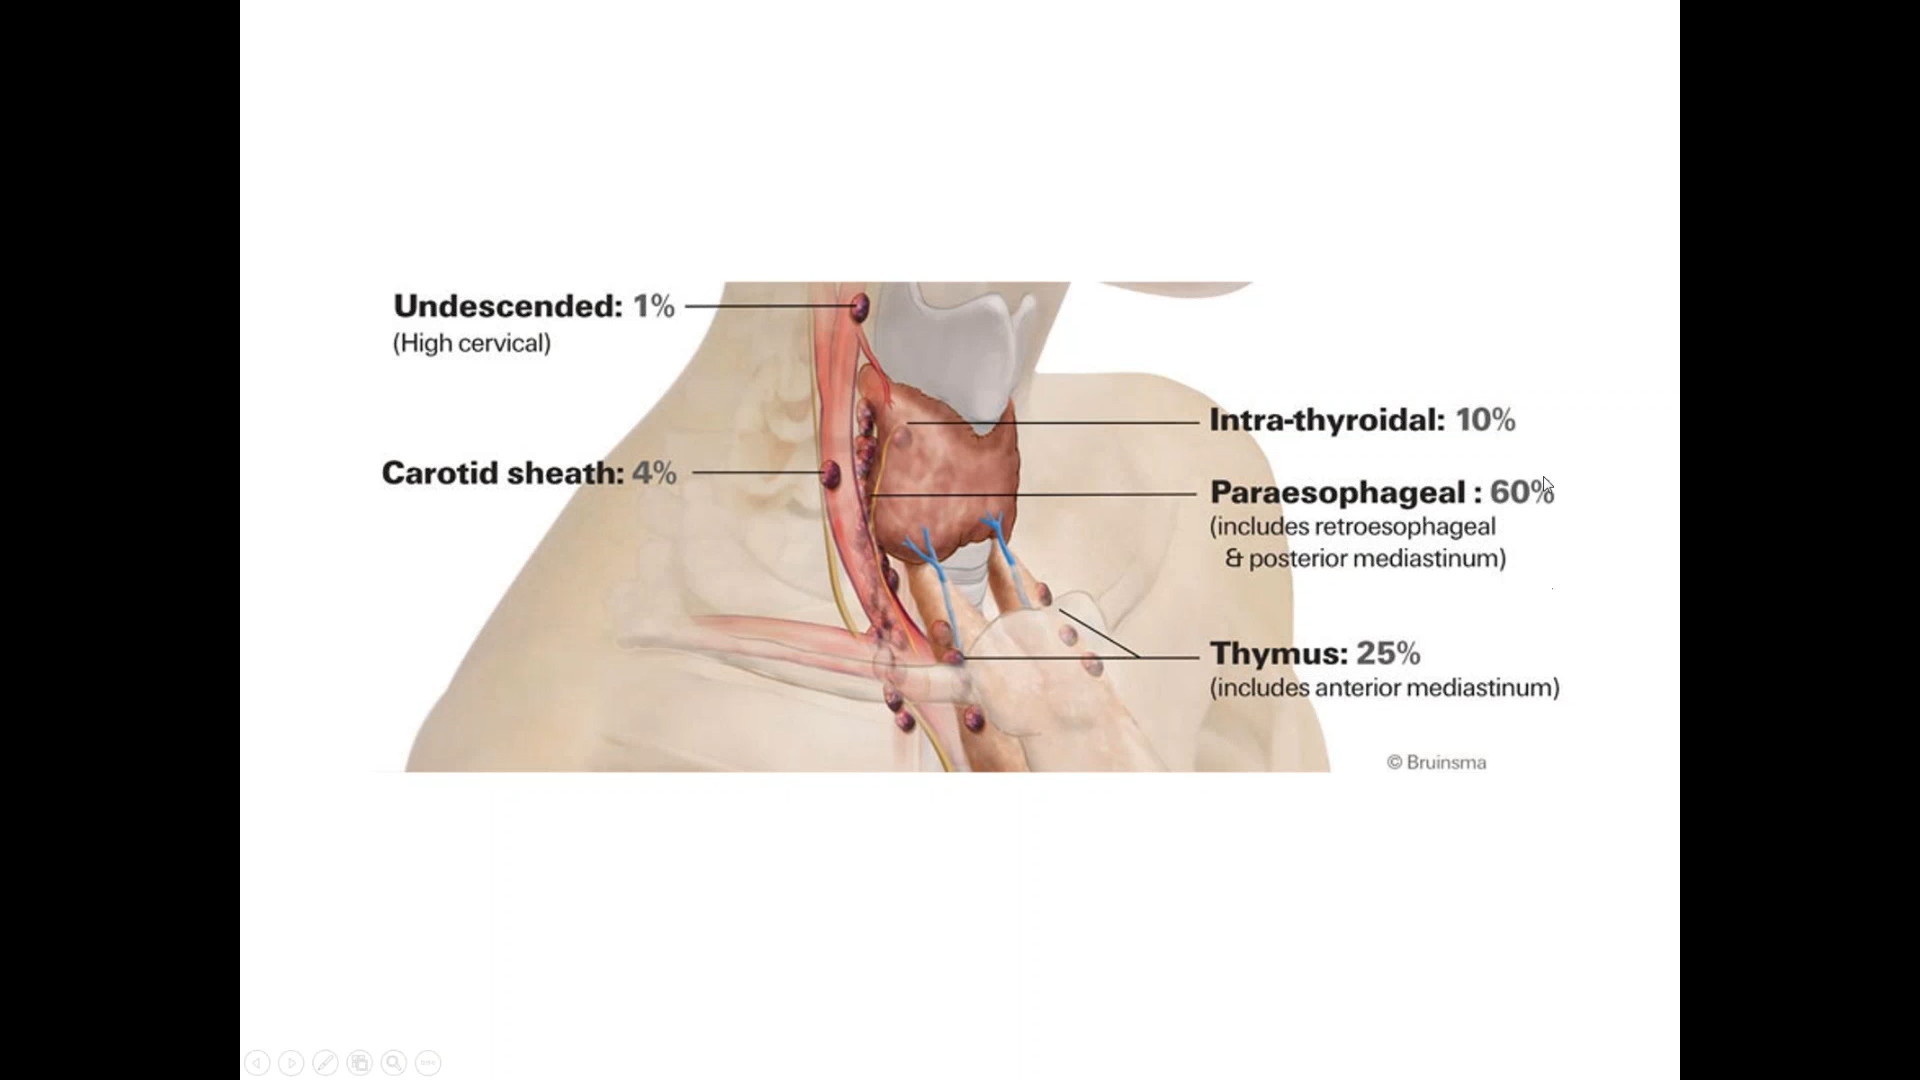 Undescended: 1%
(High cervical)
Carotid sheath: 4%
Intra-thyroidal: 10%
Paraesophageal : 60%
(includes retroesophageal
& posterior mediastinum)
Thymus: 25%
(includes anterior mediastinum)
© Bruinsma